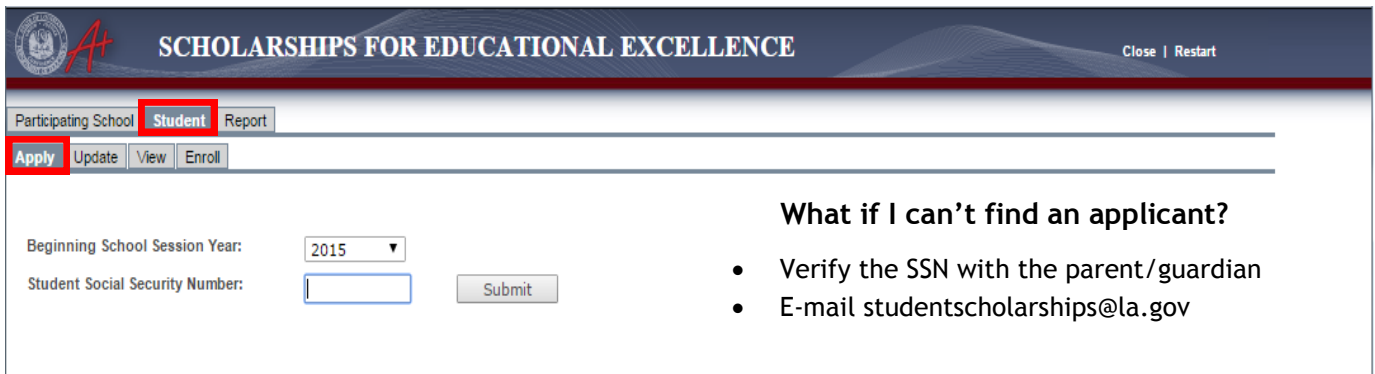 A+ SCHOLARSHIPS FOR EDUCATIONAL EXCELLENCE Close | Restart
Participating School Student Report
Apply Update View Enroll
What if I can’t find an applicant?
Beginning School Session Year: 2015
• Verify the SSN with the parent/guardian
Student Social Security Number: Submit
• E-mail studentscholarships@la.gov